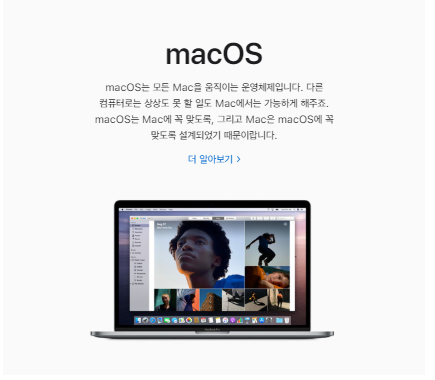 macOS
macOS는 모든 Mac을 움직이는 운영체제입니다. 다른
컴퓨터로는 상상도 못 할 일도 Mac에서는 가능하게 해주죠.
macOS는 Mac에 꼭 맞도록, 그리고 Mac은 macOS에 꼭
맞도록 설계되었기 때문이랍니다.
더 알아보기 >